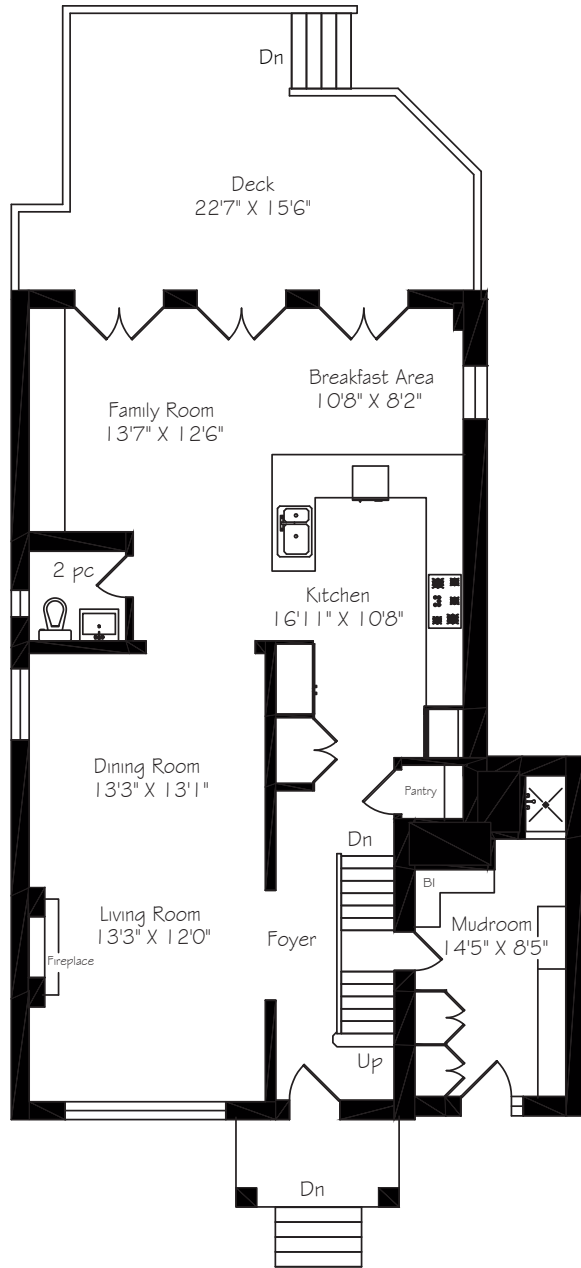 Dn
Deck
22'7" X 15'6"
Breakfast Area
10'8" X 8'2"
Family Room
13'7" X 12'6"
2 pc
Kitchen
16'11" X 10'8"
Dining Room
13'3" X 13'1"
Pantry
Dn
BI
Living Room
13'3" X 12'0"
Foyer
Mudroom
14'5" X 8'5"
Fireplace
Up
Dn